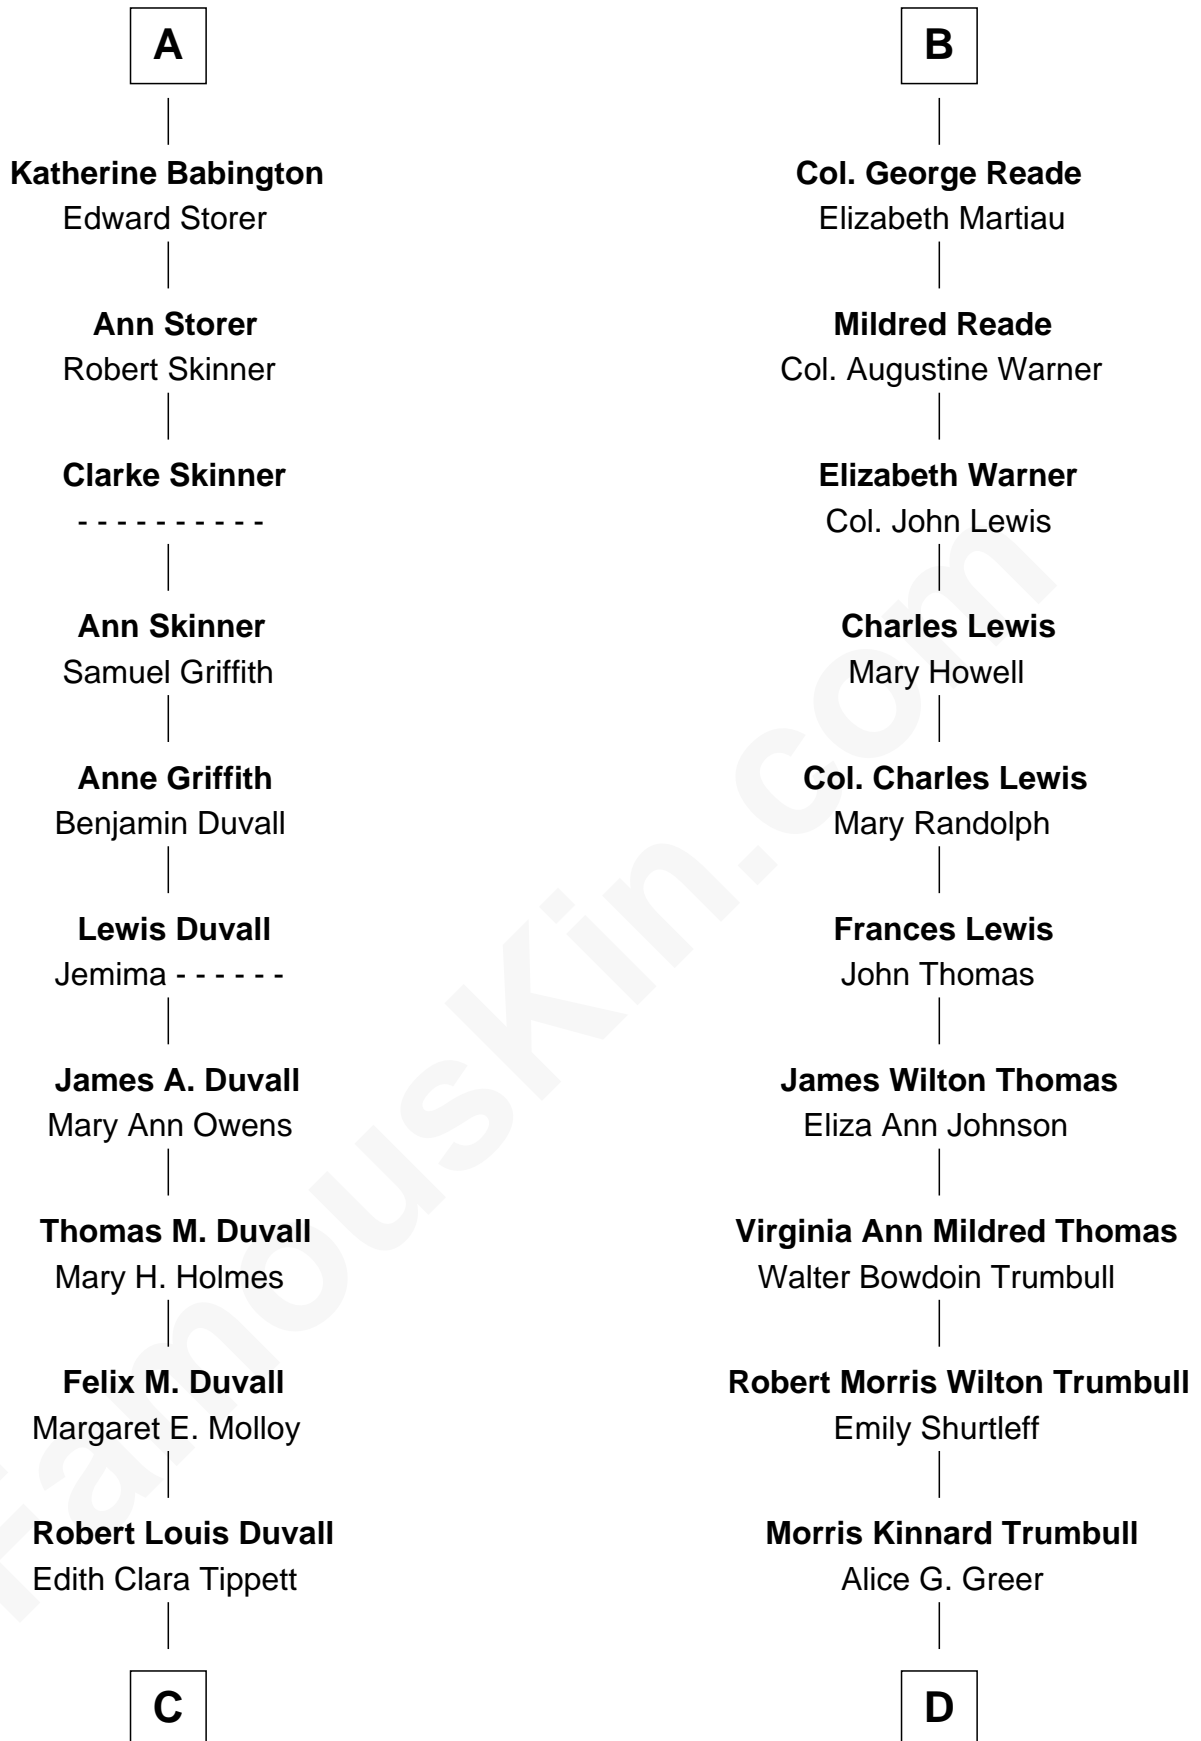 A
Katherine Babington
Edward Storer
Ann Storer
Robert Skinner
Clarke Skinner
- - - - - - - - - -
Ann Skinner
Samuel Griffith
Anne Griffith
Benjamin Duvall
Lewis Duvall
Jemima - - - - - -
James A. Duvall
Mary Ann Owens
Thomas M. Duvall
Mary H. Holmes
Felix M. Duvall
Margaret E. Molloy
Robert Louis Duvall
Edith Clara Tippett
C
B
Col. George Reade
Elizabeth Martiau
Mildred Reade
Col. Augustine Warner
Elizabeth Warner
Col. John Lewis
Charles Lewis
Mary Howell
Col. Charles Lewis
Mary Randolph
Frances Lewis
John Thomas
James Wilton Thomas
Eliza Ann Johnson
Virginia Ann Mildred Thomas
Walter Bowdoin Trumbull
Robert Morris Wilton Trumbull
Emily Shurtleff
Morris Kinnard Trumbull
Alice G. Greer
D
FamousKin.com